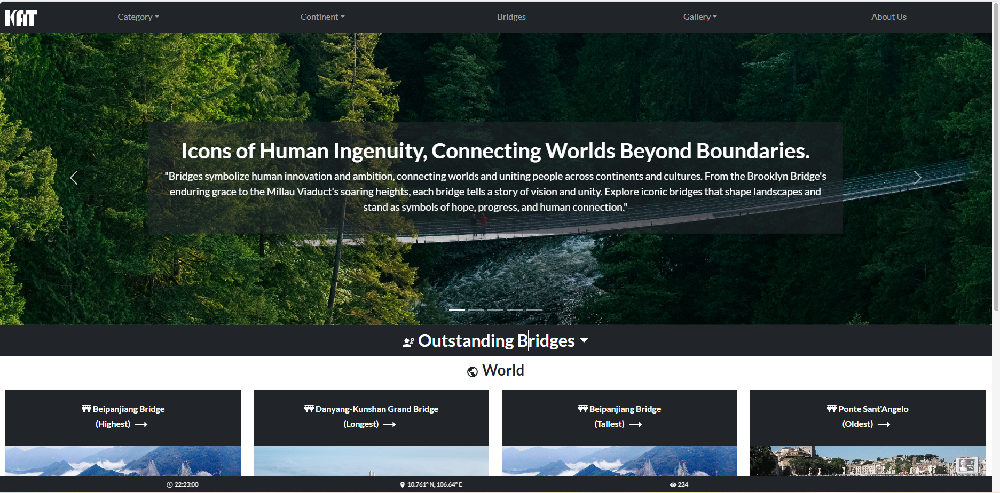 KAT
Category
Continent
Bridges
Gallery
About Us
Icons of Human Ingenuity, Connecting Worlds Beyond Boundaries.
"Bridges symbolize human innovation and ambition, connecting worlds and uniting people across continents and cultures. From the Brooklyn Bridge's
enduring grace to the Millau Viaduct's soaring heights, each bridge tells a story of vision and unity. Explore iconic bridges that shape landscapes and
stand as symbols of hope, progress, and human connection."
Outstanding Bridges
World
Beipanjiang Bridge
(Highest)
Danyang-Kunshan Grand Bridge
(Longest)
Beipanjiang Bridge
(Tallest)
Ponte Sant'Angelo
(Oldest)
22:23:00
10.761° N, 106.64° E
224